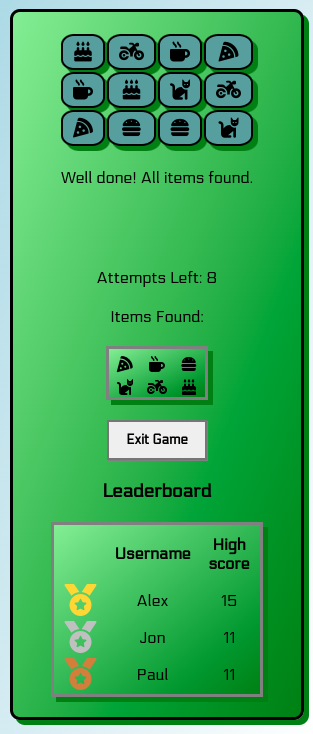 Well done! All items found.
Attempts Left: 8
Items Found:
Exit Game
Leaderboard
Username High score
Alex 15
Jon 11
Paul 11